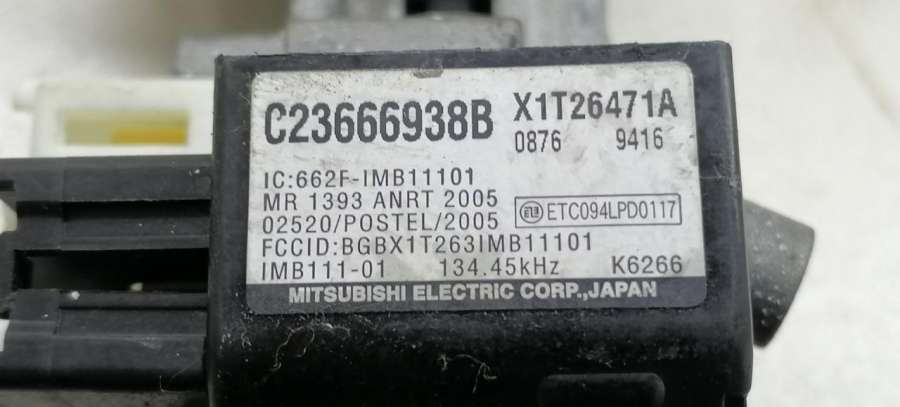 C23666938B X1T26471A
0876 9416
IC:662F-IMB11101
MR 1393 ANRT 2005
02520/POSTEL/2005 ETC094LPD0117
FCCID:BGBX1T263IMB11101
IMB111-01 134.45kHz K6266
MITSUBISHI ELECTRIC CORP.,JAPAN